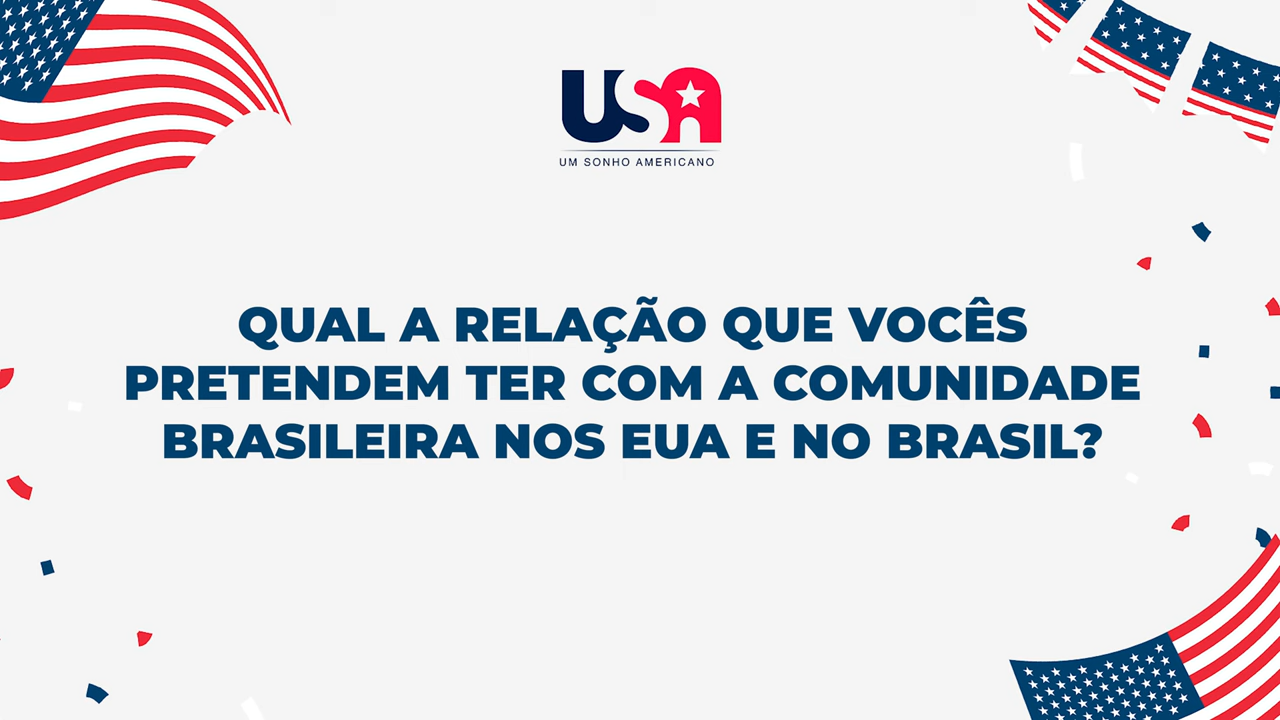 USA
UM SONHO AMERICANO
QUAL A RELAÇÃO QUE VOCÊS
PRETENDEM TER COM A COMUNIDADE
BRASILEIRA NOS EUA E NO BRASIL?